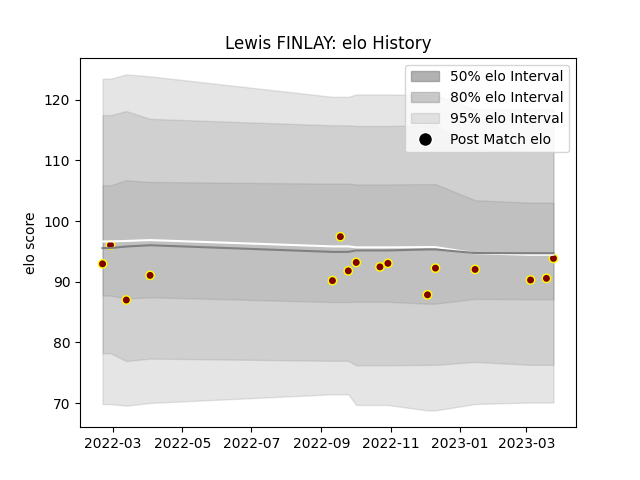 Lewis FINLAY: elo History
elo score
120
110
100
90
80
70
50% elo Interval
80% elo Interval
95% elo Interval
Post Match elo
2022-03 2022-05 2022-07 2022-09 2022-11 2023-01 2023-03